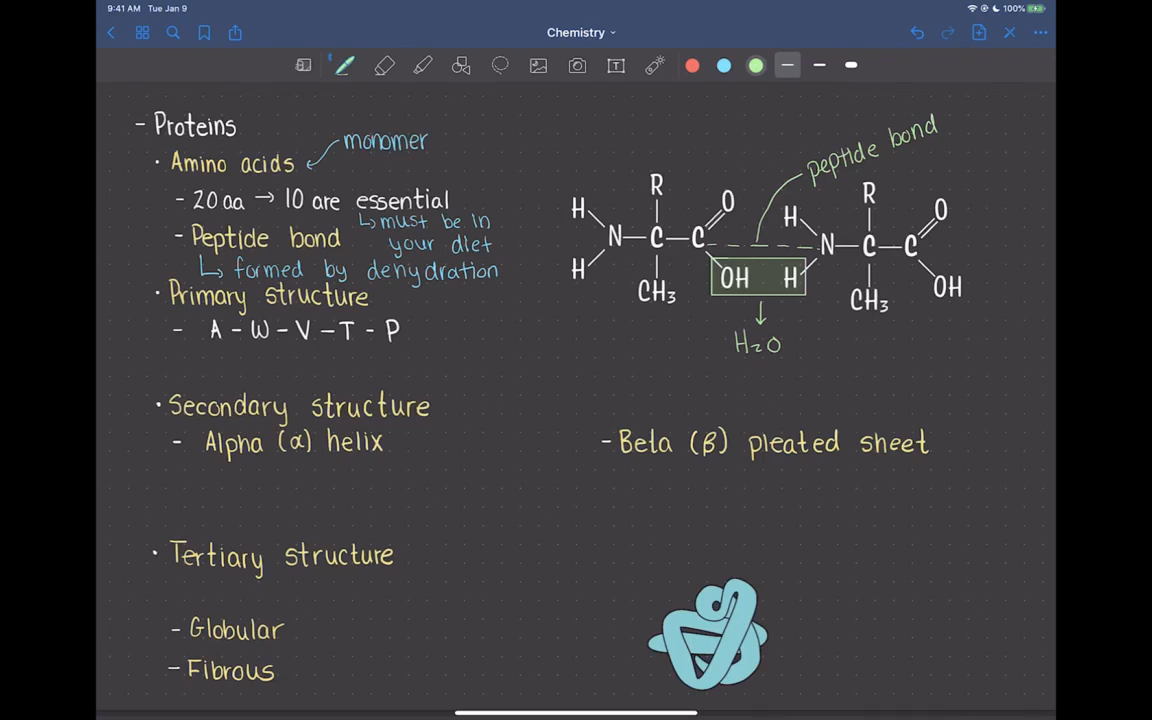 9:41 AM Tue Jan 9
100%
Chemistry
- Proteins
· Amino acids
monomer
- 20 aa → 10 are essential
↳ must be in
your diet
- Peptide bond
↳ formed by dehydration
· Primary structure
- A - W - V - T - P
peptide bond
R
R
H
O
H
O
N - C - C
N - C - C
H
OH
H
OH
CH₃
CH₃
H₂O
· Secondary structure
- Alpha (α) helix
- Beta (β) pleated sheet
· Tertiary structure
- Globular
- Fibrous